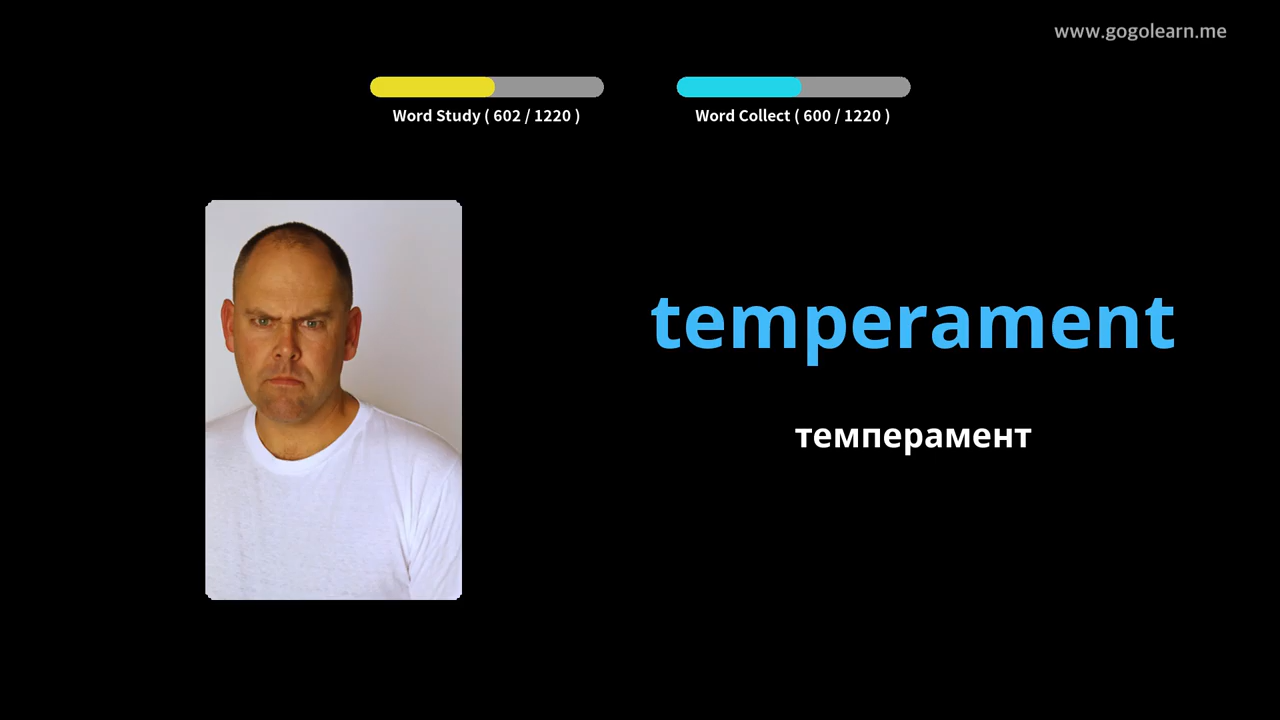 www.gogolearn.me
Word Study ( 602 / 1220 )
Word Collect ( 600 / 1220 )
temperament
темперамент